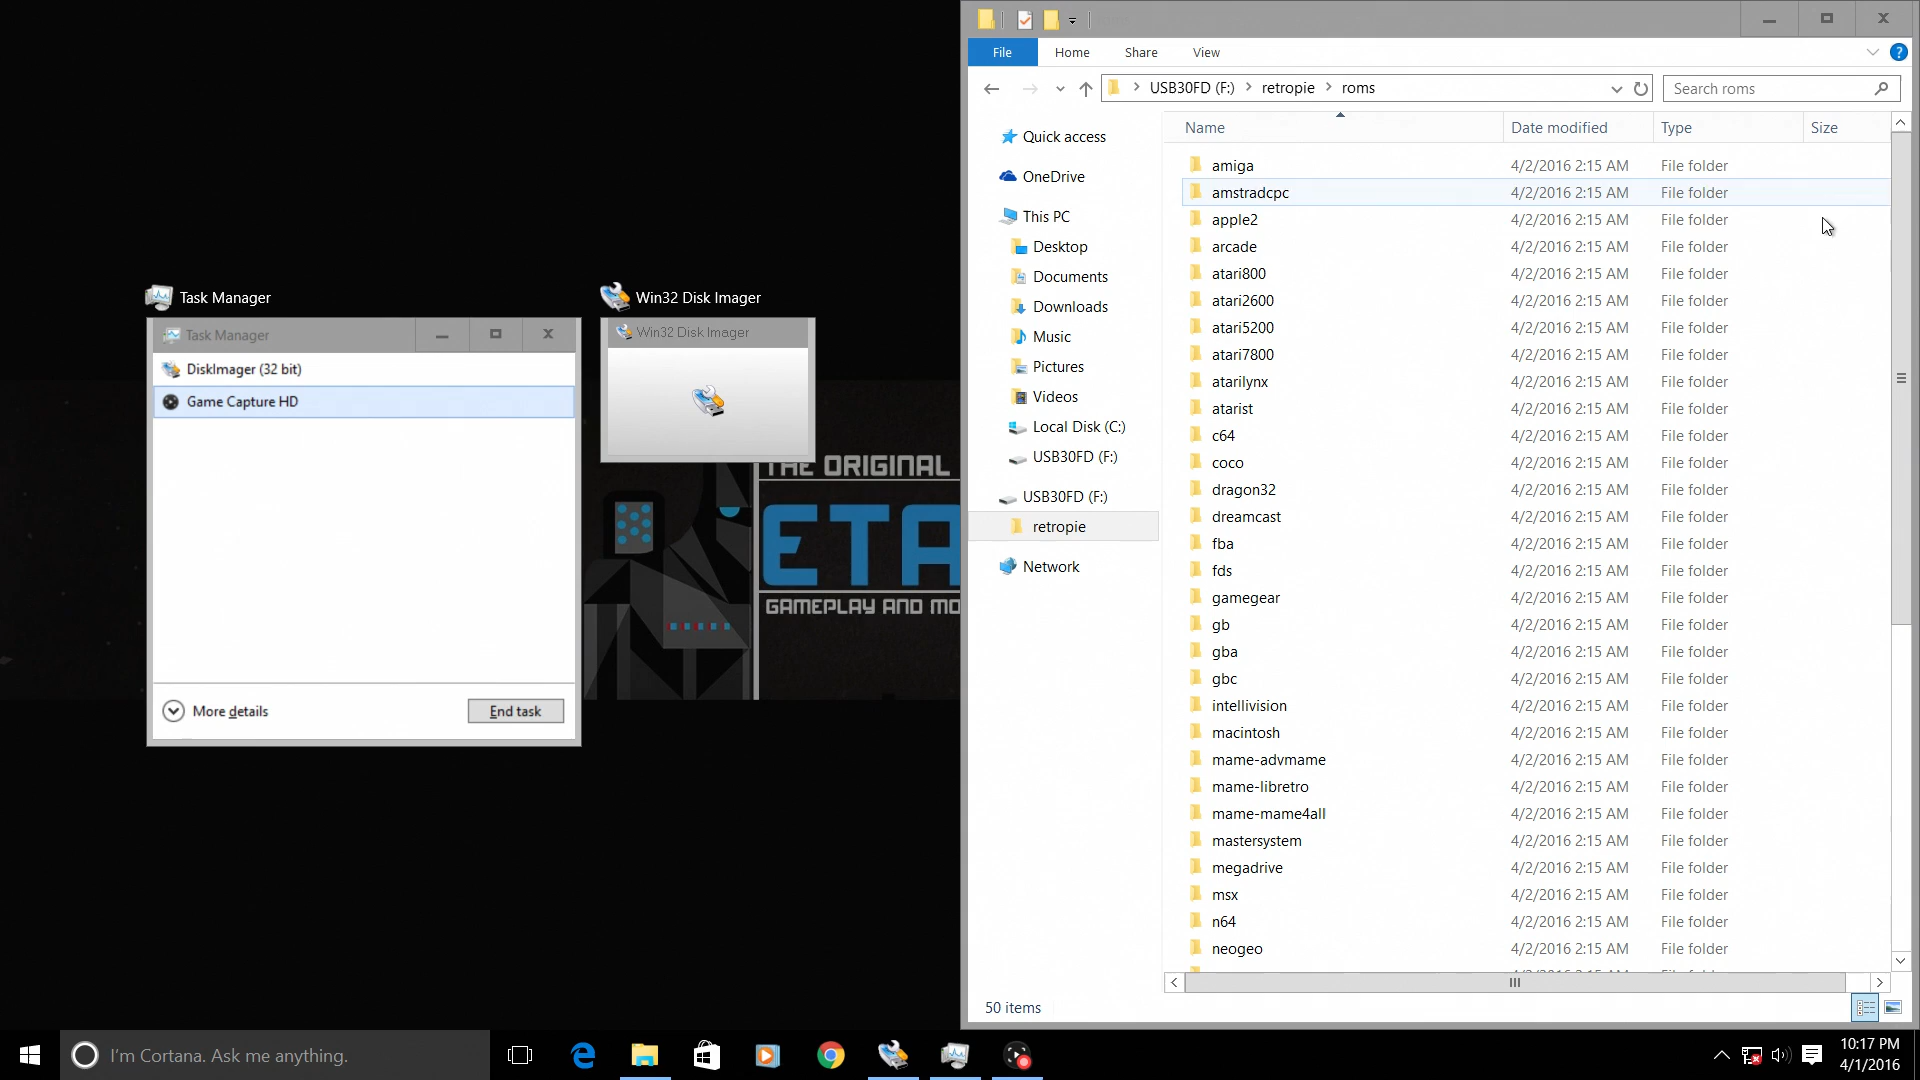 Task Manager
Task Manager
DiskImager (32 bit)
Game Capture HD
More details
End task
Win32 Disk Imager
Win32 Disk Imager
THE ORIGINAL
ETA
GAMEPLAY AND MO
File Home Share View
USB30FD (F:) > retropie > roms
Search roms
Quick access
OneDrive
This PC
Desktop
Documents
Downloads
Music
Pictures
Videos
Local Disk (C:)
USB30FD (F:)
USB30FD (F:)
retropie
Network
Name Date modified Type Size
amiga 4/2/2016 2:15 AM File folder
amstradcpc 4/2/2016 2:15 AM File folder
apple2 4/2/2016 2:15 AM File folder
arcade 4/2/2016 2:15 AM File folder
atari800 4/2/2016 2:15 AM File folder
atari2600 4/2/2016 2:15 AM File folder
atari5200 4/2/2016 2:15 AM File folder
atari7800 4/2/2016 2:15 AM File folder
atarilynx 4/2/2016 2:15 AM File folder
atarist 4/2/2016 2:15 AM File folder
c64 4/2/2016 2:15 AM File folder
coco 4/2/2016 2:15 AM File folder
dragon32 4/2/2016 2:15 AM File folder
dreamcast 4/2/2016 2:15 AM File folder
fba 4/2/2016 2:15 AM File folder
fds 4/2/2016 2:15 AM File folder
gamegear 4/2/2016 2:15 AM File folder
gb 4/2/2016 2:15 AM File folder
gba 4/2/2016 2:15 AM File folder
gbc 4/2/2016 2:15 AM File folder
intellivision 4/2/2016 2:15 AM File folder
macintosh 4/2/2016 2:15 AM File folder
mame-advmame 4/2/2016 2:15 AM File folder
mame-libretro 4/2/2016 2:15 AM File folder
mame-mame4all 4/2/2016 2:15 AM File folder
mastersystem 4/2/2016 2:15 AM File folder
megadrive 4/2/2016 2:15 AM File folder
msx 4/2/2016 2:15 AM File folder
n64 4/2/2016 2:15 AM File folder
neogeo 4/2/2016 2:15 AM File folder
50 items
I'm Cortana. Ask me anything.
10:17 PM
4/1/2016